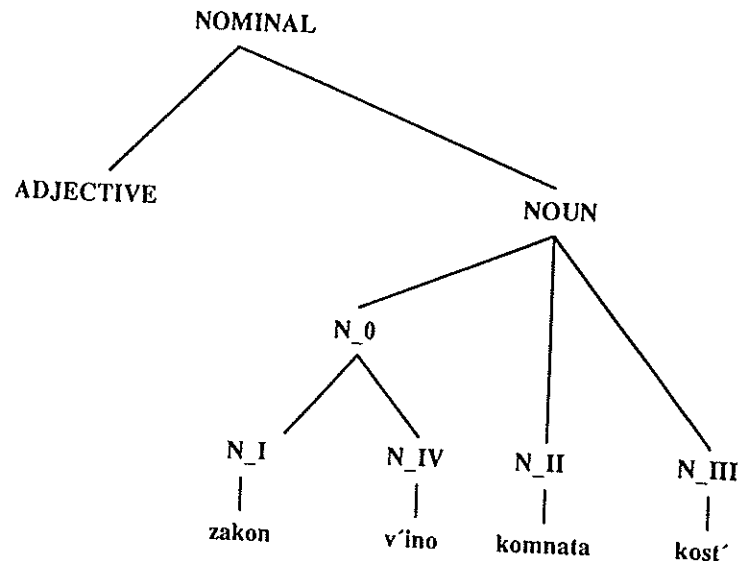 NOMINAL
ADJECTIVE
NOUN
N_0
N_I N_IV N_II N_III
zakon v´ino komnata kost´